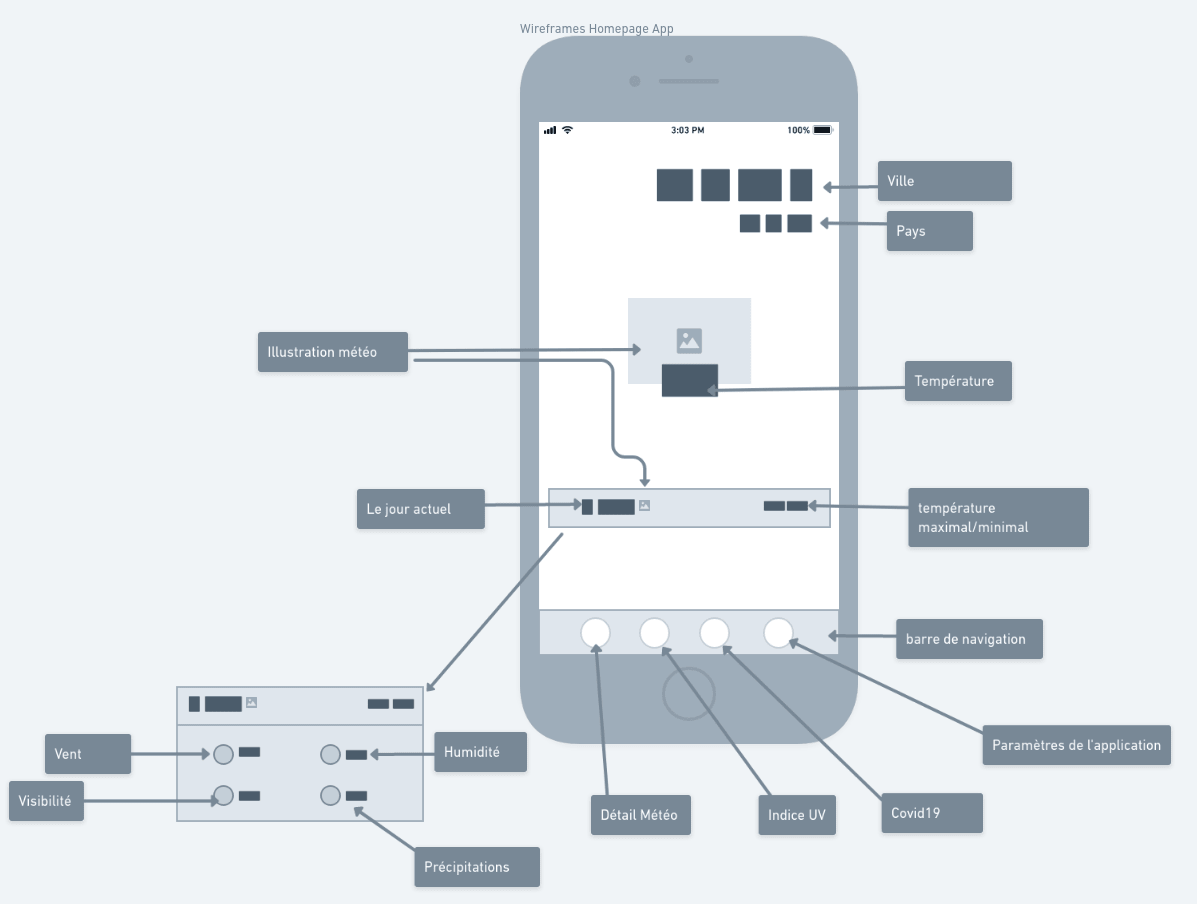 Wireframes Homepage App
3:03 PM
100%
Ville
Pays
Illustration météo
Température
Le jour actuel
température
maximal/minimal
barre de navigation
Paramètres de l'application
Vent
Humidité
Visibilité
Détail Météo
Indice UV
Covid19
Précipitations